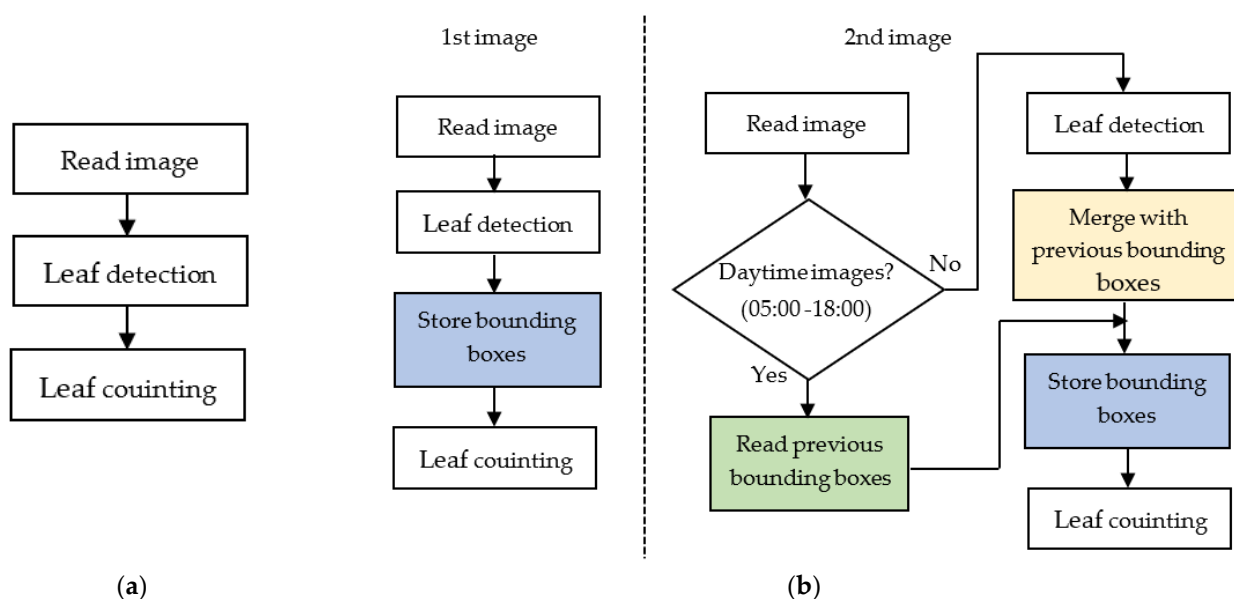 Read image
Leaf detection
Leaf couinting
(a)
1st image
Read image
Leaf detection
Store bounding
boxes
Leaf couinting
2nd image
Read image
Daytime images?
(05:00 -18:00)
No
Yes
Read previous
bounding boxes
Leaf detection
Merge with
previous bounding
boxes
Store bounding
boxes
Leaf couinting
(b)